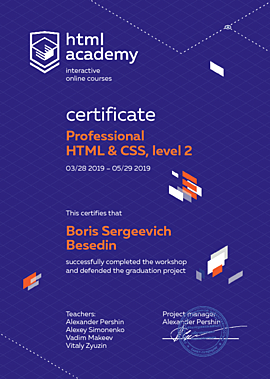 html
academy
interactive
online courses
certificate
Professional
HTML & CSS, level 2
03/28 2019 – 05/29 2019
This certifies that
Boris Sergeevich
Besedin
successfully completed the workshop
and defended the graduation project
Teachers:
Alexander Pershin
Alexey Simonenko
Vadim Makeev
Vitaly Zyuzin
Project manager
Alexander Pershin